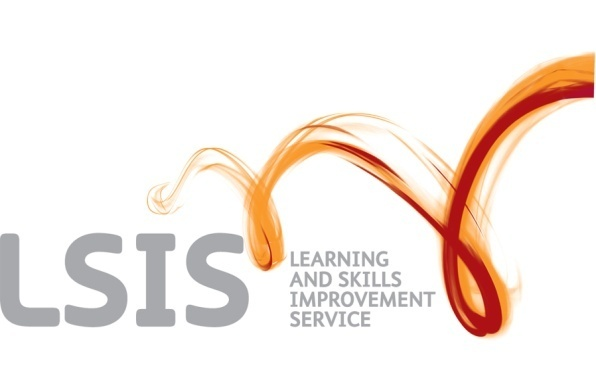 LSIS
LEARNING
AND SKILLS
IMPROVEMENT
SERVICE